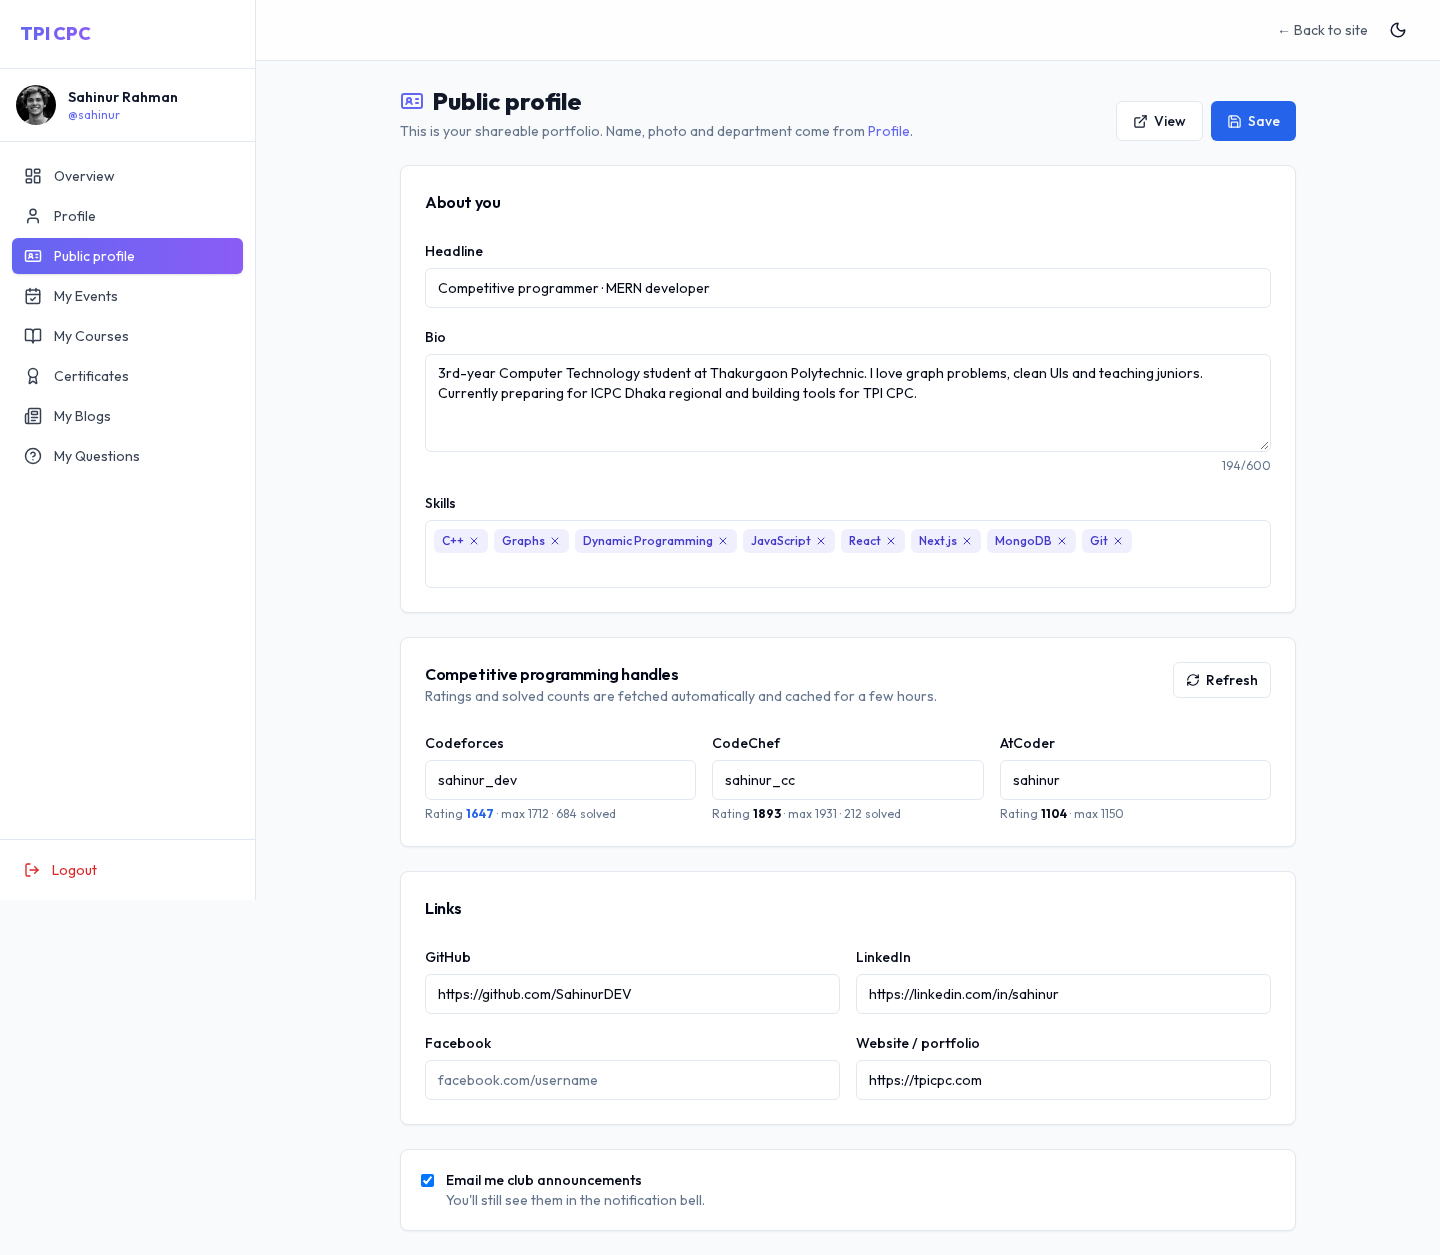 TPI CPC
← Back to site
Sahinur Rahman
@sahinur
Overview
Profile
Public profile
My Events
My Courses
Certificates
My Blogs
My Questions
Logout
Public profile
This is your shareable portfolio. Name, photo and department come from Profile.
View
Save
About you
Headline
Competitive programmer · MERN developer
Bio
3rd-year Computer Technology student at Thakurgaon Polytechnic. I love graph problems, clean UIs and teaching juniors.
Currently preparing for ICPC Dhaka regional and building tools for TPI CPC.
194/600
Skills
C++ Graphs Dynamic Programming JavaScript React Next.js MongoDB Git
Competitive programming handles
Ratings and solved counts are fetched automatically and cached for a few hours.
Refresh
Codeforces CodeChef AtCoder
sahinur_dev sahinur_cc sahinur
Rating 1647 · max 1712 · 684 solved Rating 1893 · max 1931 · 212 solved Rating 1104 · max 1150
Links
GitHub LinkedIn
https://github.com/SahinurDEV https://linkedin.com/in/sahinur
Facebook Website / portfolio
facebook.com/username https://tpicpc.com
Email me club announcements
You'll still see them in the notification bell.